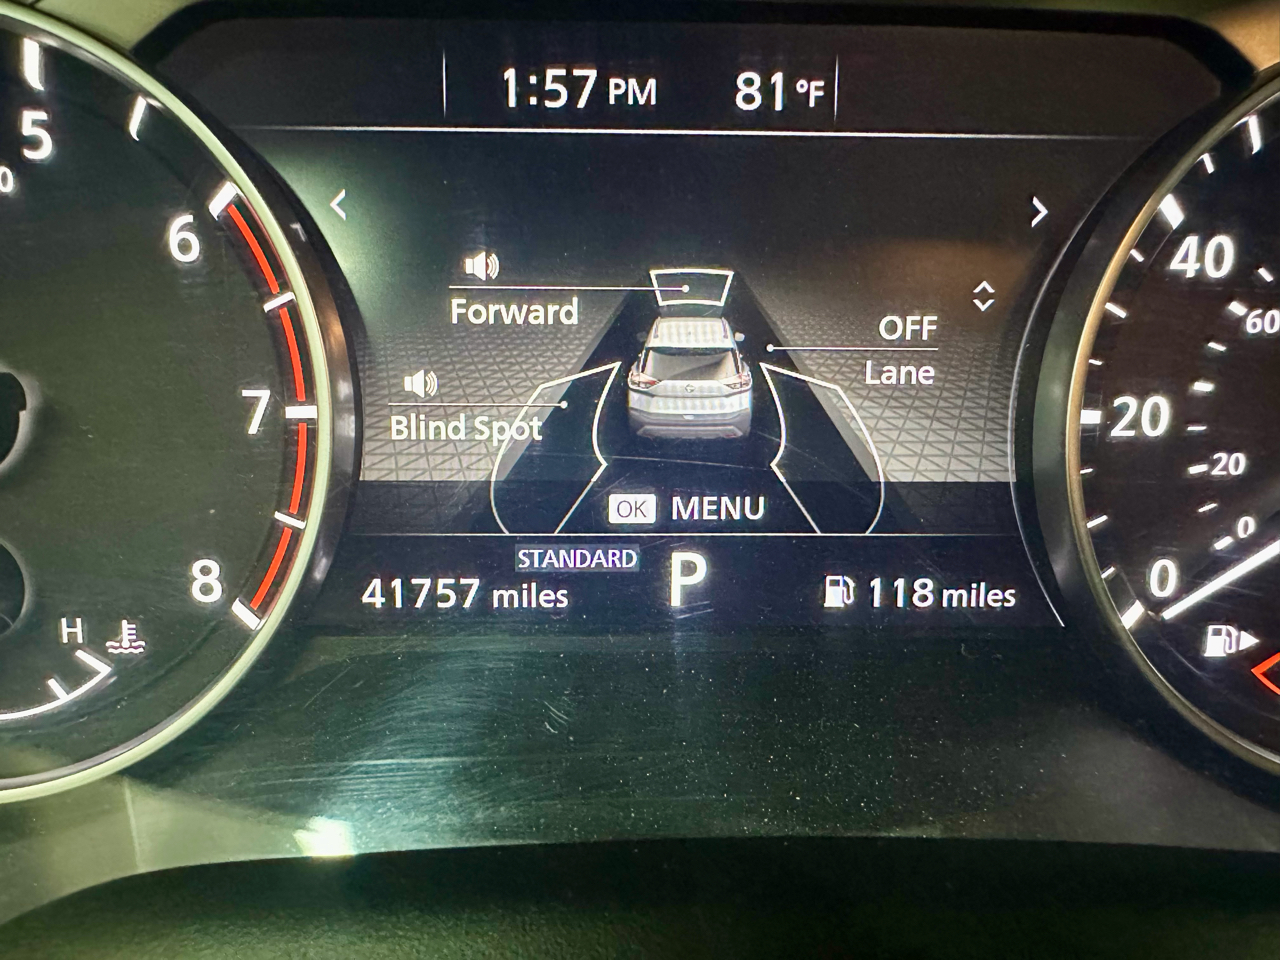 1:57 PM 81°F
5
6
7
8
H
Forward
OFF
Lane
Blind Spot
OK MENU
STANDARD
41757 miles P 118 miles
40
60
20
20
0
0